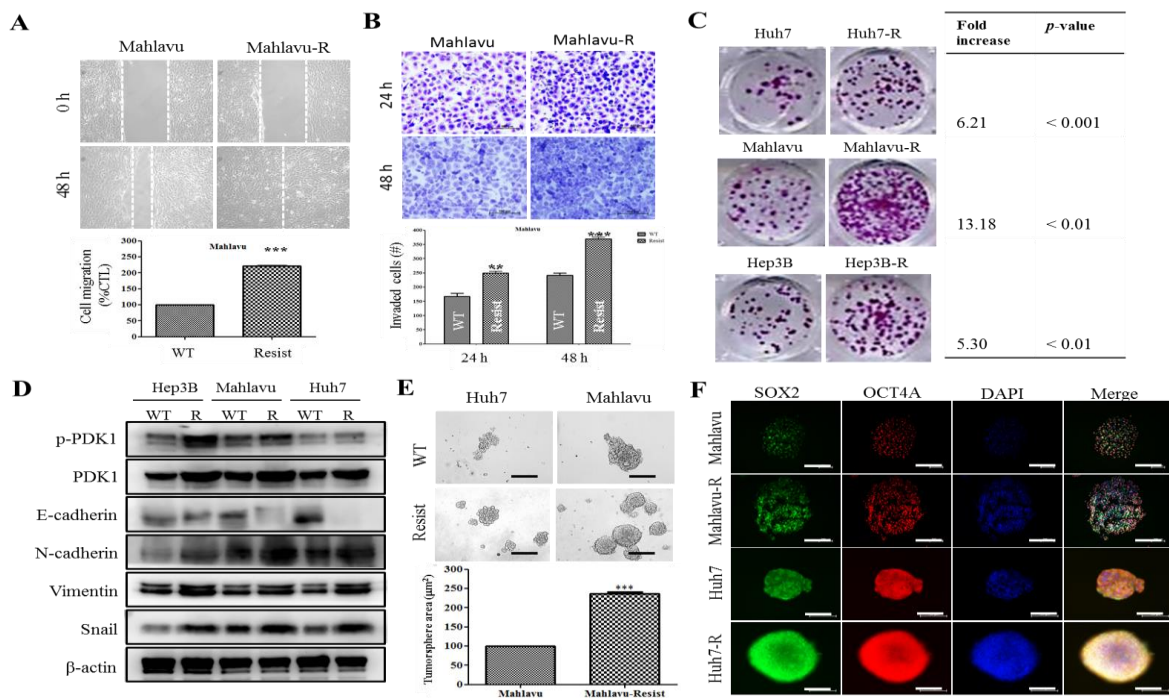 A
Mahlavu Mahlavu-R
0 h
48 h
Mahlavu
***
Cell migration
(%CTL)
300
250
200
150
100
50
0
WT Resist
B
Mahlavu Mahlavu-R
24 h
48 h
Mahlavu
WT
Resist
**
***
Invaded cells (#)
400
350
300
250
200
150
100
50
0
WT Resist WT Resist
24 h 48 h
C
Huh7 Huh7-R
Mahlavu Mahlavu-R
Hep3B Hep3B-R
Fold increase p-value
6.21 < 0.001
13.18 < 0.01
5.30 < 0.01
D
Hep3B Mahlavu Huh7
WT R WT R WT R
p-PDK1
PDK1
E-cadherin
N-cadherin
Vimentin
Snail
β-actin
E
Huh7 Mahlavu
WT
Resist
***
Tumorsphere area (µm²)
300
250
200
150
100
50
0
Mahlavu Mahlavu-Resist
F
SOX2 OCT4A DAPI Merge
Mahlavu
Mahlavu-R
Huh7
Huh7-R